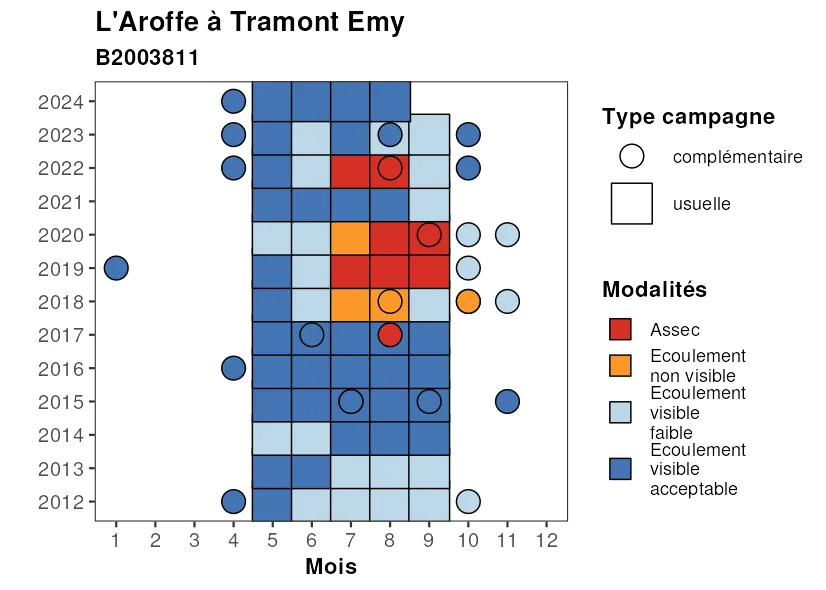 L'Aroffe à Tramont Emy
B2003811
2024
2023
2022
2021
2020
2019
2018
2017
2016
2015
2014
2013
2012
1 2 3 4 5 6 7 8 9 10 11 12
Mois
Type campagne
complémentaire
usuelle
Modalités
Assec
Ecoulement
non visible
Ecoulement
visible
faible
Ecoulement
visible
acceptable